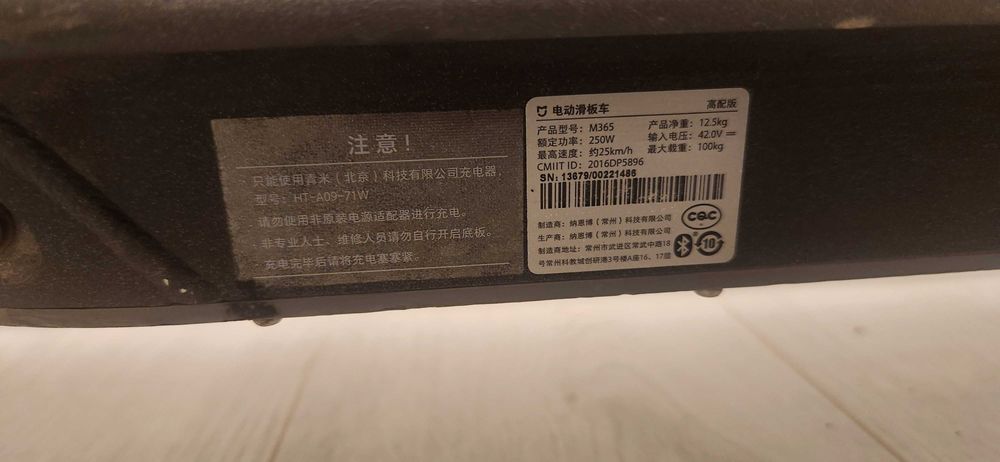 注意！
·只能使用青米（北京）科技有限公司充电器，
型号：HT-A09-71W
请勿使用非原装电源适配器进行充电。
·非专业人士、维修人员请勿自行开启底板。
·充电完毕后请将充电塞塞紧。
电动滑板车 高配版
产品型号：M365 产品净重：12.5kg
额定功率：250W 输入电压：42.0V⎓
最高速度：约25km/h 最大载重：100kg
CMIIT ID：2016DP5896
SN: 13679/00221486
制造商：纳恩博（常州）科技有限公司
生产商：纳恩博（常州）科技有限公司
制造商地址：常州市武进区常武中路18
号常州科教城创研港3号楼A座16、17层
CQC
10